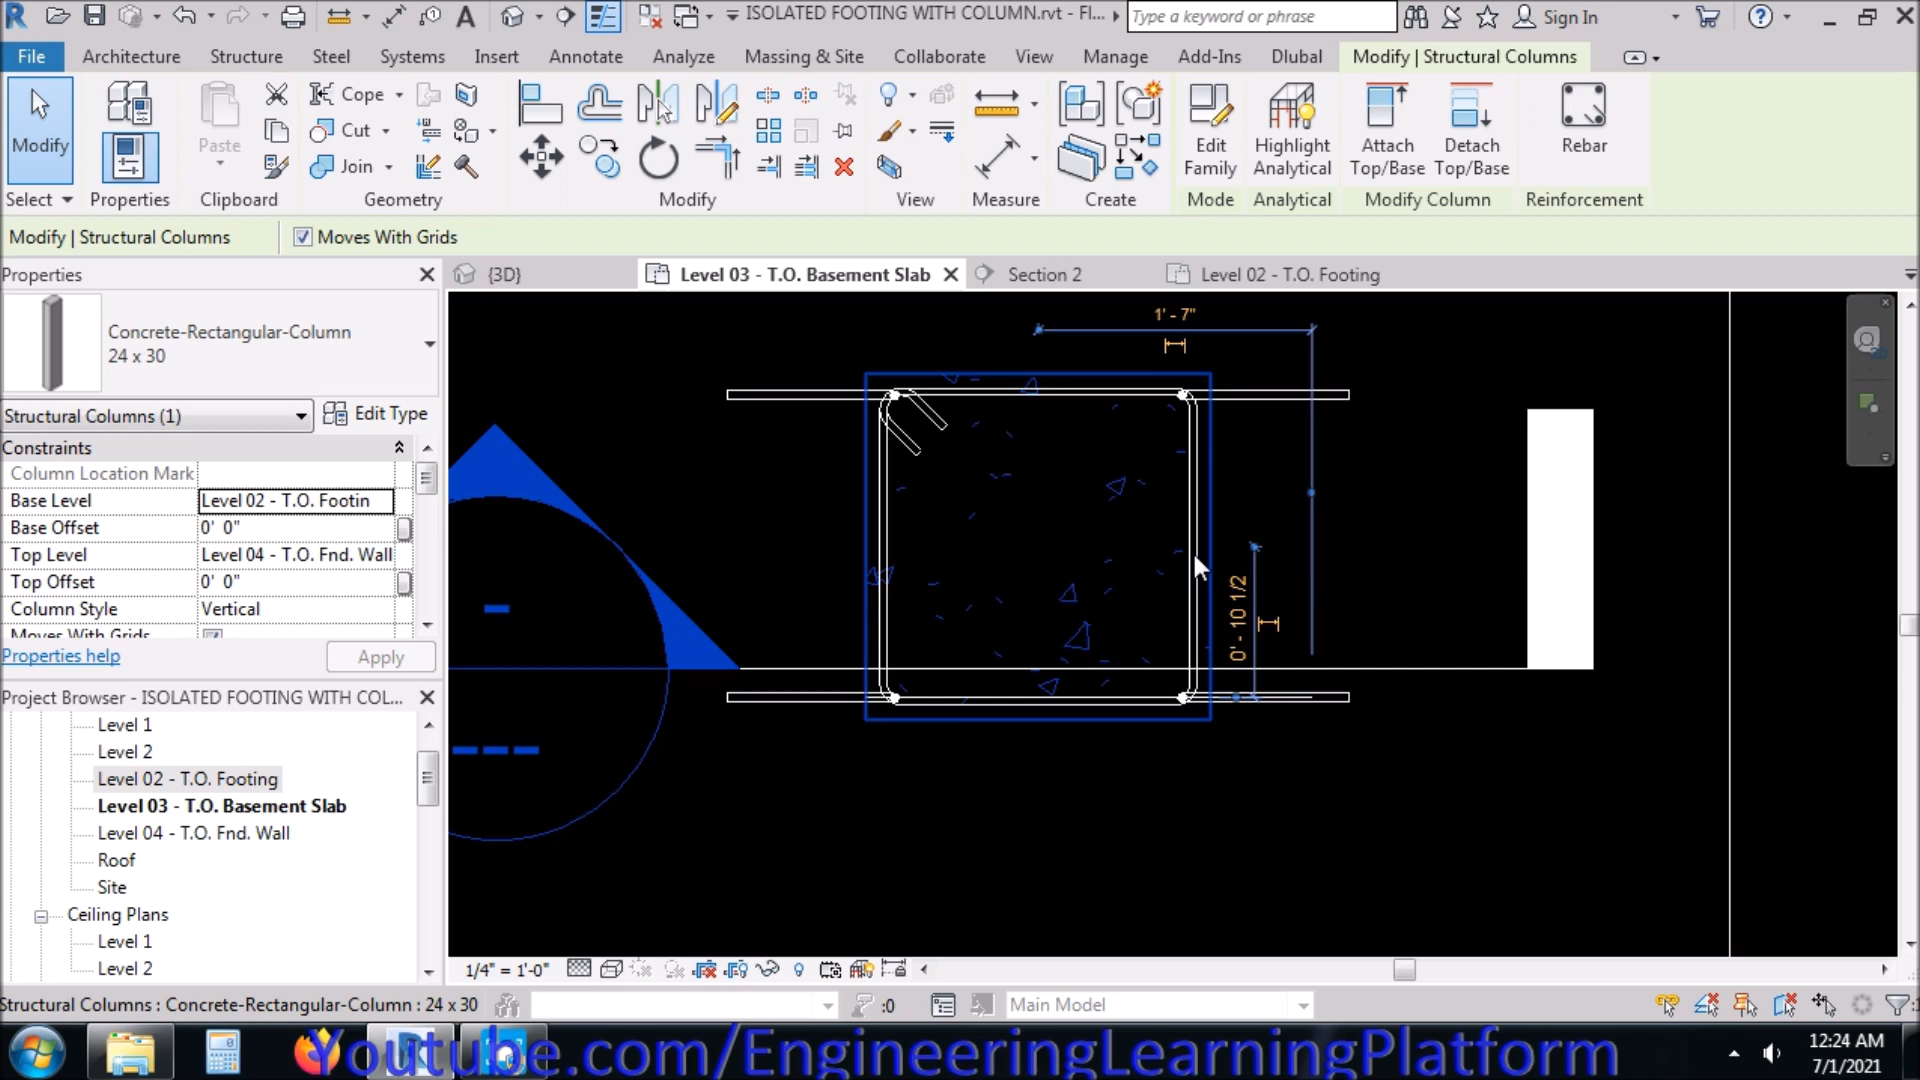 ISOLATED FOOTING WITH COLUMN.rvt - Fl...
Type a keyword or phrase
Sign In
File Architecture Structure Steel Systems Insert Annotate Analyze Massing & Site Collaborate View Manage Add-Ins Dlubal Modify | Structural Columns
Modify
Paste
Cope
Cut
Join
Edit Family
Highlight Analytical
Attach Top/Base
Detach Top/Base
Rebar
Select Properties Clipboard Geometry Modify View Measure Create Mode Analytical Modify Column Reinforcement
Modify | Structural Columns Moves With Grids
Properties
{3D} Level 03 - T.O. Basement Slab Section 2 Level 02 - T.O. Footing
Concrete-Rectangular-Column
24 x 30
Structural Columns (1) Edit Type
Constraints
Column Location Mark
Base Level Level 02 - T.O. Footin
Base Offset 0' 0"
Top Level Level 04 - T.O. Fnd. Wall
Top Offset 0' 0"
Column Style Vertical
Moves With Grids
Properties help Apply
1' - 7"
0' - 10 1/2
Project Browser - ISOLATED FOOTING WITH COL...
Level 1
Level 2
Level 02 - T.O. Footing
Level 03 - T.O. Basement Slab
Level 04 - T.O. Fnd. Wall
Roof
Site
Ceiling Plans
Level 1
Level 2
1/4" = 1'-0"
Structural Columns : Concrete-Rectangular-Column : 24 x 30 :0 Main Model
Youtube.com/EngineeringLearningPlatform
12:24 AM
7/1/2021